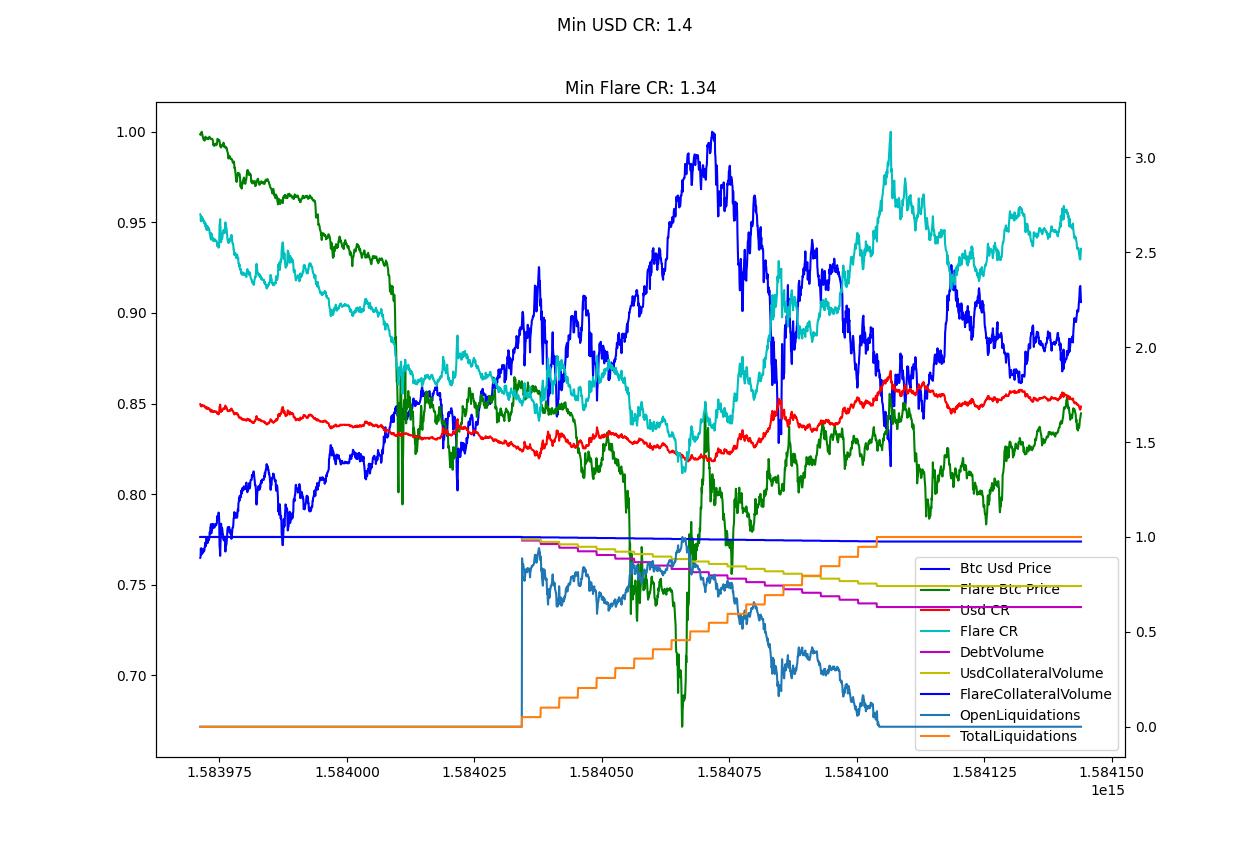 Min USD CR: 1.4
Min Flare CR: 1.34
1.00
0.95
0.90
0.85
0.80
0.75
0.70
3.0
2.5
2.0
1.5
1.0
0.5
0.0
Btc Usd Price
Flare Btc Price
Usd CR
Flare CR
DebtVolume
UsdCollateralVolume
FlareCollateralVolume
OpenLiquidations
TotalLiquidations
1.583975 1.584000 1.584025 1.584050 1.584075 1.584100 1.584125 1.584150
1e15